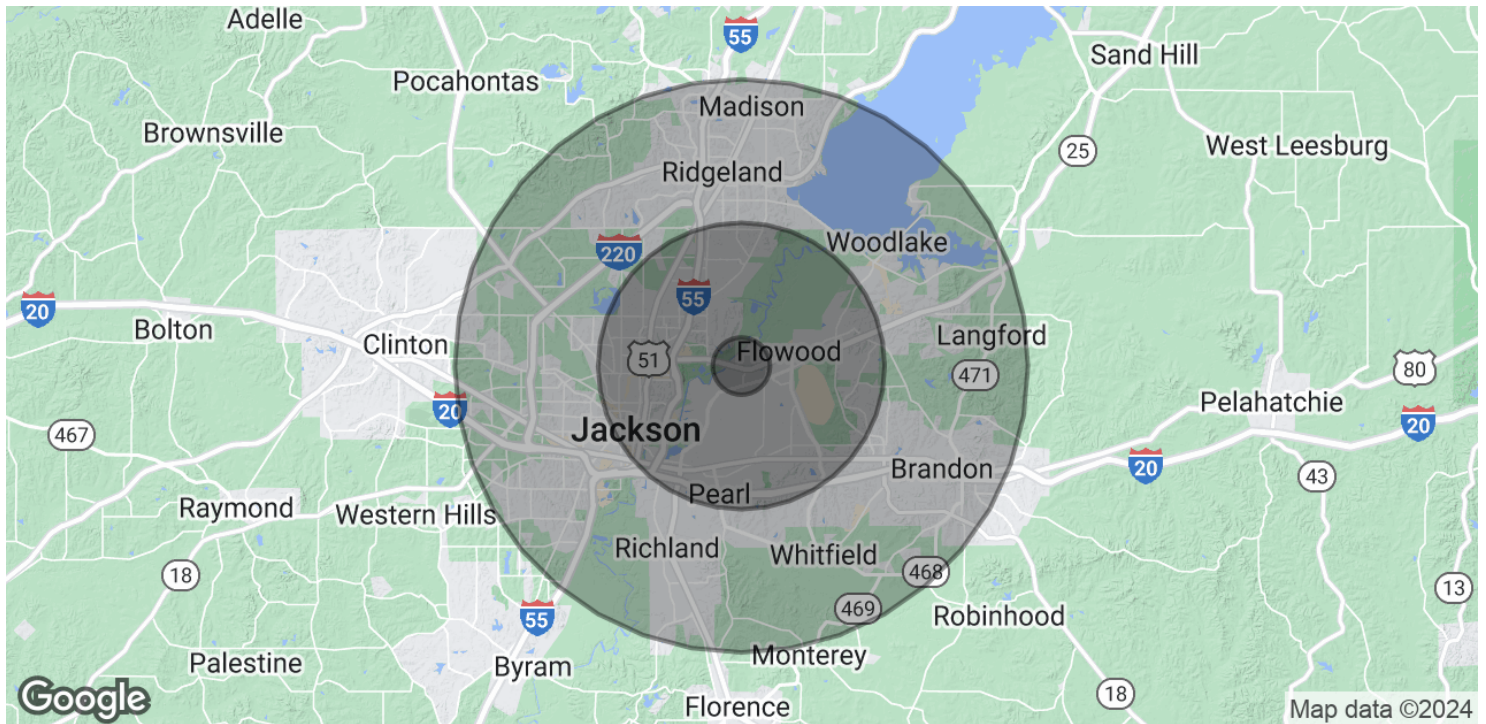 Adelle
55
Sand Hill
Pocahontas
Madison
Brownsville
25
West Leesburg
Ridgeland
Woodlake
220
55
20
Bolton
Clinton
Langford
Flowood
51
471
80
20
Pelahatchie
20
Jackson
467
Brandon
20
43
Pearl
Raymond
Western Hills
Richland
Whitfield
18
468
13
469
55
Robinhood
Monterey
Palestine
Byram
18
Florence
Google
Map data ©2024